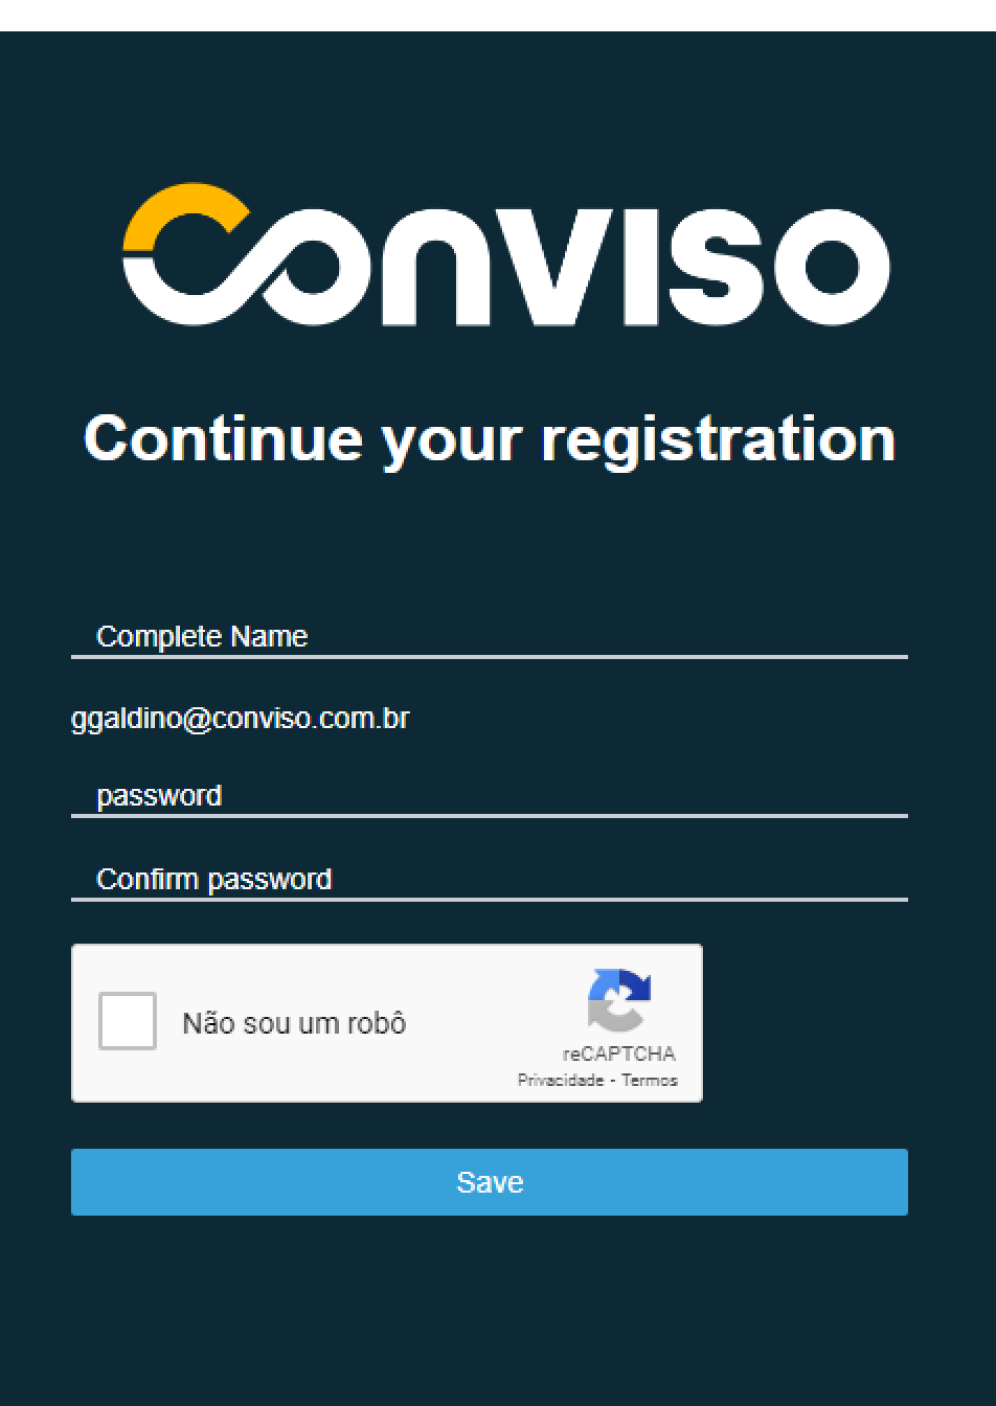 Conviso
Continue your registration
Complete Name
ggaldino@conviso.com.br
password
Confirm password
Não sou um robô
reCAPTCHA
Privacidade - Termos
Save